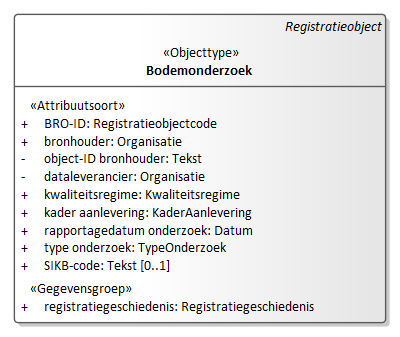 Registratieobject
«Objecttype»
Bodemonderzoek
«Attribuutsoort»
+ BRO-ID: Registratieobjectcode
+ bronhouder: Organisatie
- object-ID bronhouder: Tekst
- dataleverancier: Organisatie
+ kwaliteitsregime: Kwaliteitsregime
+ kader aanlevering: KaderAanlevering
+ rapportagedatum onderzoek: Datum
+ type onderzoek: TypeOnderzoek
+ SIKB-code: Tekst [0..1]
«Gegevensgroep»
+ registratiegeschiedenis: Registratiegeschiedenis